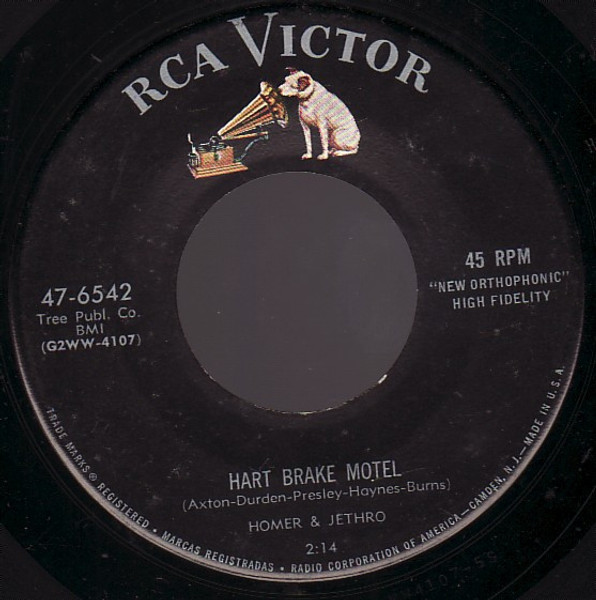 RCA VICTOR
47-6542
Tree Publ. Co.
BMI
(G2WW-4107)
45 RPM
"NEW ORTHOPHONIC"
HIGH FIDELITY
HART BRAKE MOTEL
(Axton-Durden-Presley-Haynes-Burns)
HOMER & JETHRO
2:14
TRADE MARKS ® REGISTERED • MARCAS REGISTRADAS • RADIO CORPORATION OF AMERICA—CAMDEN, N.J.—MADE IN U.S.A.